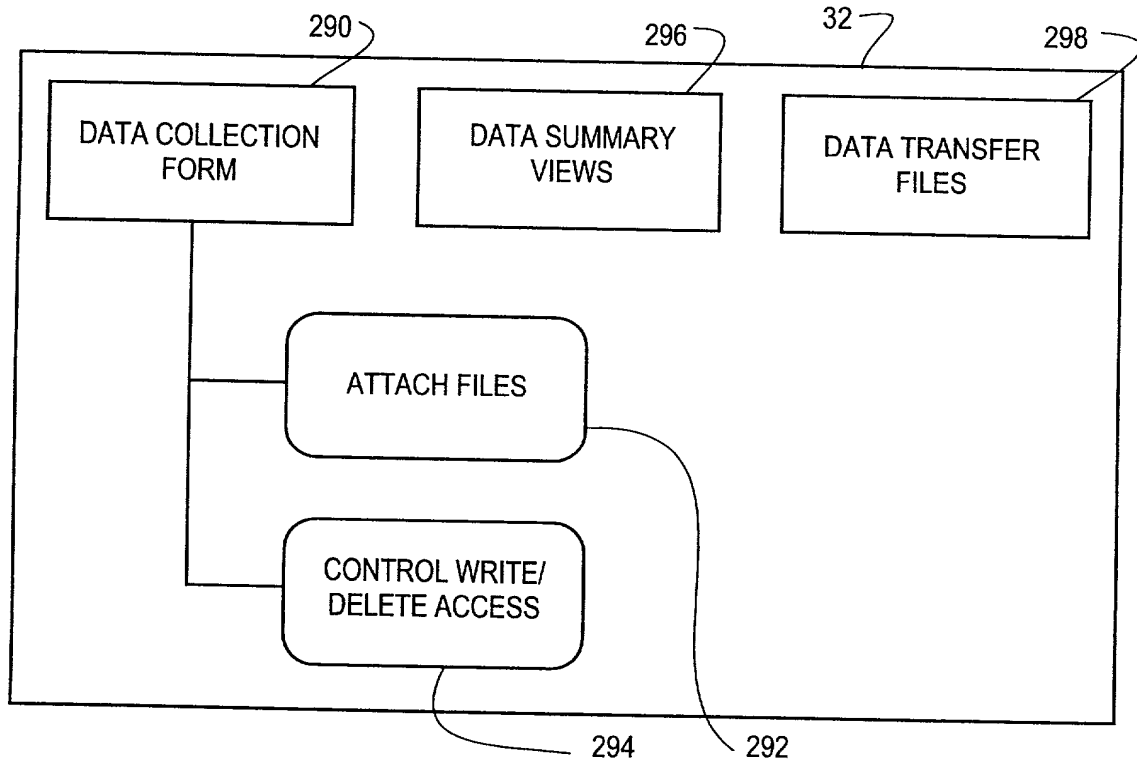 290
296
32
298
DATA COLLECTION
FORM
DATA SUMMARY
VIEWS
DATA TRANSFER
FILES
ATTACH FILES
CONTROL WRITE/
DELETE ACCESS
294
292